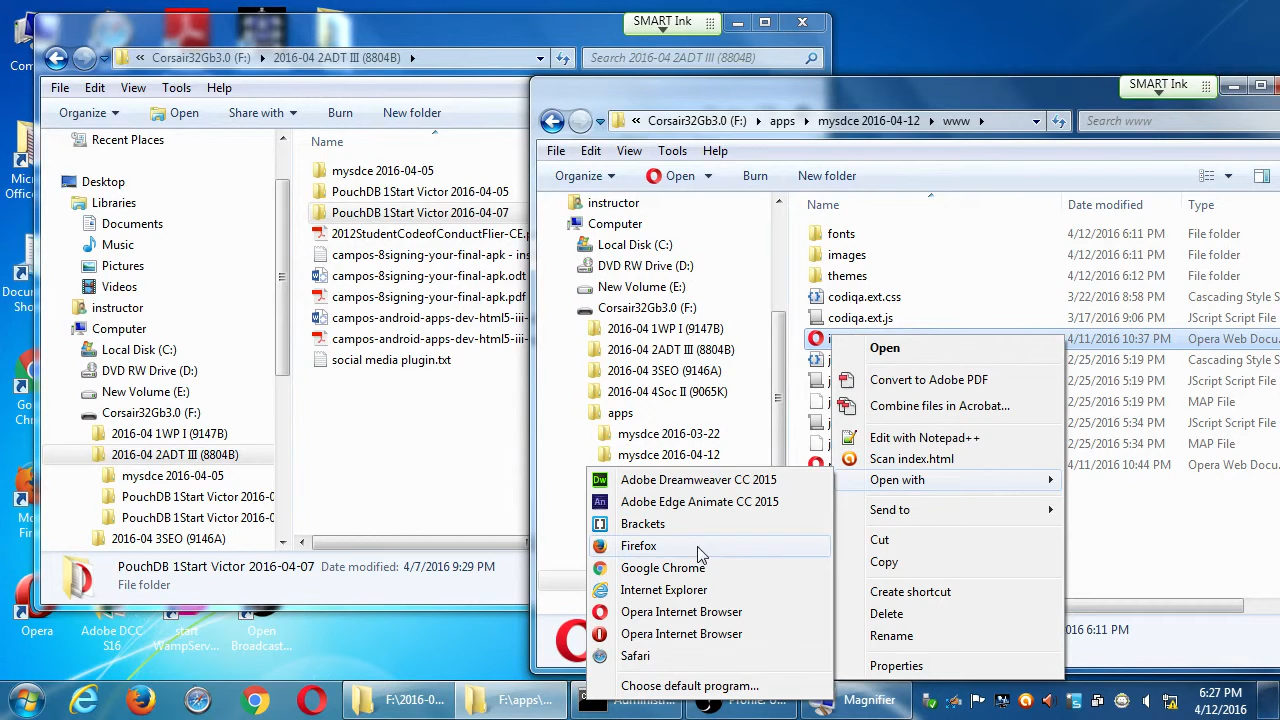 SMART Ink
Corsair32Gb3.0 (F:)
2016-04 2ADT III (8804B)
Search 2016-04 2ADT III (8804B)
File Edit View Tools Help
Organize Open Share with Burn New folder
Recent Places
Desktop
Libraries
Documents
Music
Pictures
Videos
instructor
Computer
Local Disk (C:)
DVD RW Drive (D:)
New Volume (E:)
Corsair32Gb3.0 (F:)
2016-04 1WP I (9147B)
2016-04 2ADT III (8804B)
mysdce 2016-04-05
PouchDB 1Start Victor 2016-0
PouchDB 1Start Victor 2016-0
2016-04 3SEO (9146A)
Name
mysdce 2016-04-05
PouchDB 1Start Victor 2016-04-05
PouchDB 1Start Victor 2016-04-07
2012StudentCodeofConductFlier-CE.p
campos-8signing-your-final-apk - ins
campos-8signing-your-final-apk.odt
campos-8signing-your-final-apk.pdf
campos-android-apps-dev-html5-iii-
campos-android-apps-dev-html5-iii-
social media plugin.txt
PouchDB 1Start Victor 2016-04-07 Date modified: 4/7/2016 9:29 PM
File folder
SMART Ink
Corsair32Gb3.0 (F:)
apps
mysdce 2016-04-12
www
Search www
File Edit View Tools Help
Organize Open Burn New folder
instructor
Computer
Local Disk (C:)
DVD RW Drive (D:)
New Volume (E:)
Corsair32Gb3.0 (F:)
2016-04 1WP I (9147B)
2016-04 2ADT III (8804B)
2016-04 3SEO (9146A)
2016-04 4Soc II (9065K)
apps
mysdce 2016-03-22
mysdce 2016-04-12
Name Date modified Type
fonts 4/12/2016 6:11 PM File folder
images 4/12/2016 6:11 PM File folder
themes 4/12/2016 6:12 PM File folder
codiqa.ext.css 3/22/2016 8:58 PM Cascading Style S
codiqa.ext.js 3/17/2016 9:06 PM JScript Script File
4/11/2016 10:37 PM Opera Web Docu
2/25/2016 5:19 PM Cascading Style S
2/25/2016 5:19 PM JScript Script File
2/25/2016 5:19 PM MAP File
2/25/2016 5:34 PM JScript Script File
2/25/2016 5:34 PM MAP File
4/11/2016 10:44 PM Opera Web Docu
016 6:11 PM
Open
Convert to Adobe PDF
Combine files in Acrobat...
Edit with Notepad++
Scan index.html
Open with
Send to
Cut
Copy
Create shortcut
Delete
Rename
Properties
Adobe Dreamweaver CC 2015
Adobe Edge Animate CC 2015
Brackets
Firefox
Google Chrome
Internet Explorer
Opera Internet Browser
Opera Internet Browser
Safari
Choose default program...
Opera
Adobe DCC
S16
start
WampServ...
Open
Broadcast...
F:\2016-0...
F:\apps\...
Magnifier
6:27 PM
4/12/2016